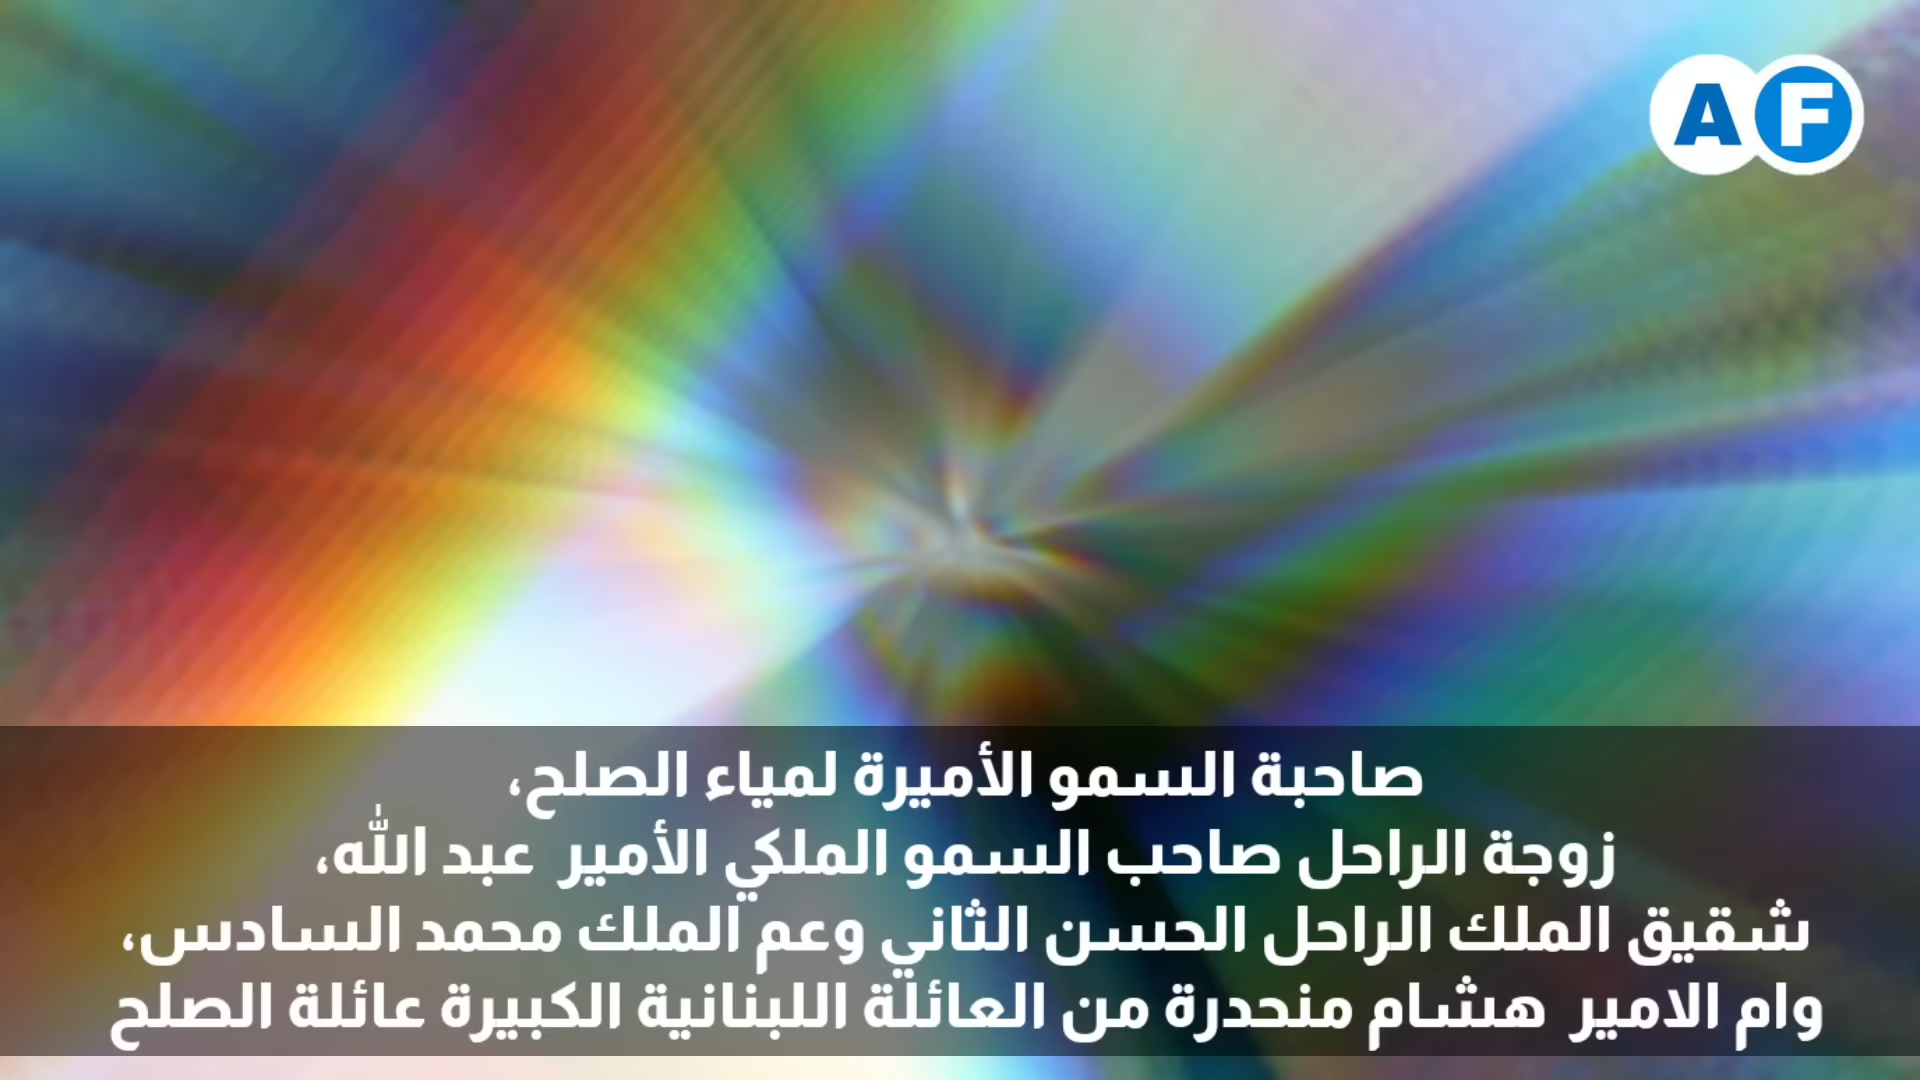 AF
صاحبة السمو الأميرة لمياء الصلح،
زوجة الراحل صاحب السمو الملكي الأمير عبد الله،
شقيق الملك الراحل الحسن الثاني وعم الملك محمد السادس،
وام الامير هشام منحدرة من العائلة اللبنانية الكبيرة عائلة الصلح